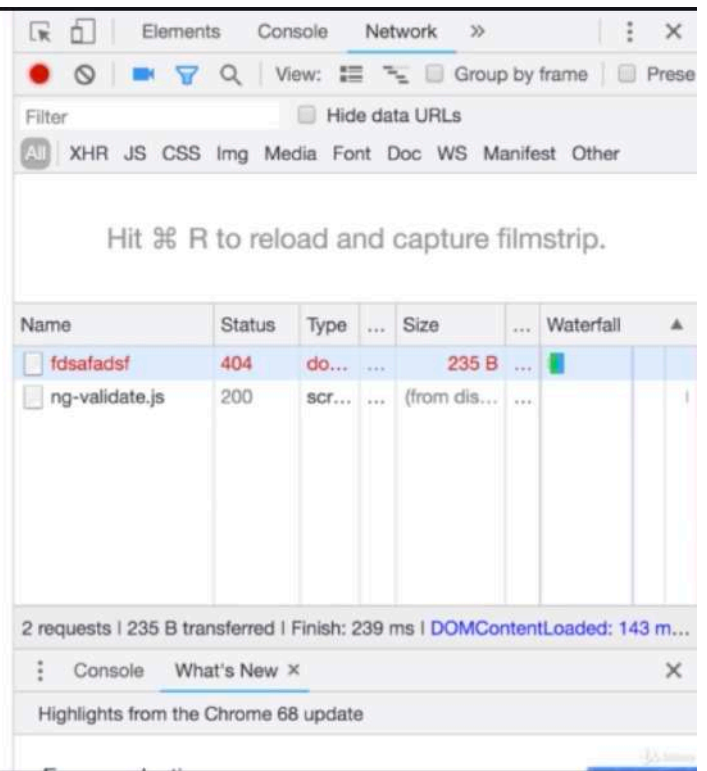 Elements Console Network »
View: Group by frame Prese
Filter Hide data URLs
All XHR JS CSS Img Media Font Doc WS Manifest Other
Hit ⌘ R to reload and capture filmstrip.
Name Status Type ... Size ... Waterfall
fdsafadsf 404 do... ... 235 B ...
ng-validate.js 200 scr... ... (from dis... ...
2 requests | 235 B transferred | Finish: 239 ms | DOMContentLoaded: 143 m...
Console What's New ×
Highlights from the Chrome 68 update